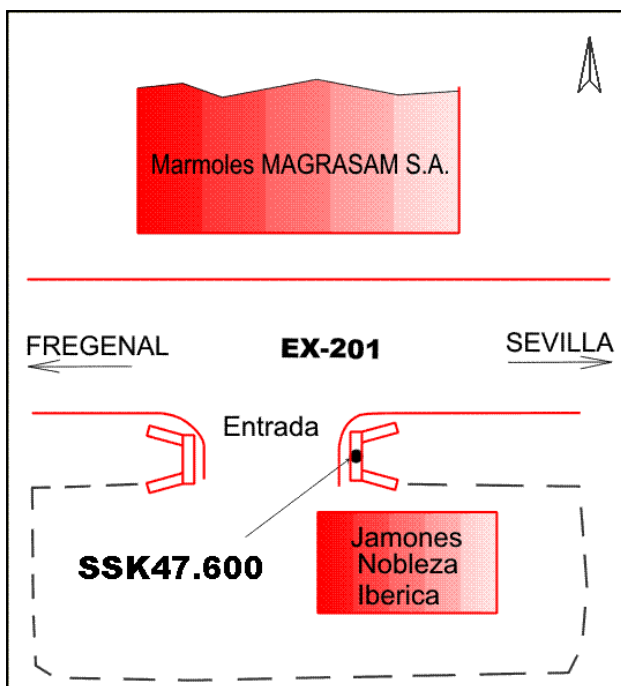 Marmoles MAGRASAM S.A.
FREGENAL
EX-201
SEVILLA
Entrada
SSK47.600
Jamones
Nobleza
Iberica